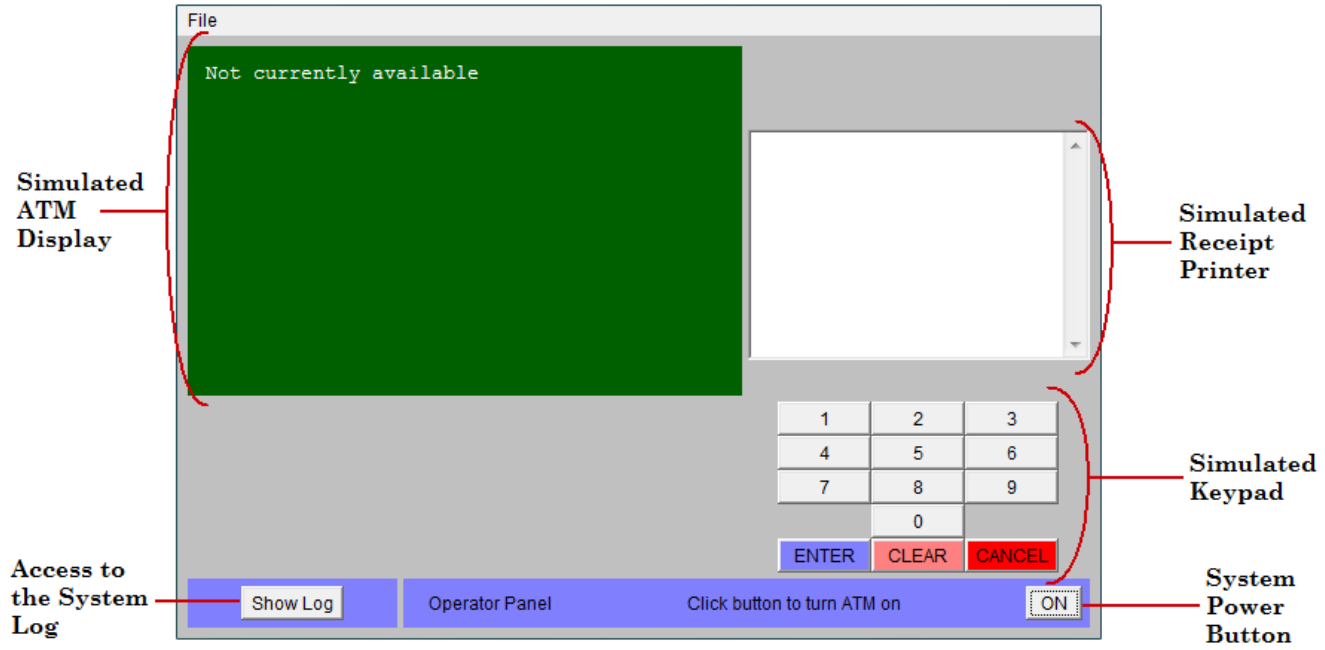 File
Not currently available
Simulated
ATM
Display
Simulated
Receipt
Printer
1 2 3
4 5 6
7 8 9
0
ENTER CLEAR CANCEL
Simulated
Keypad
Access to
the System
Log
Show Log Operator Panel Click button to turn ATM on ON
System
Power
Button